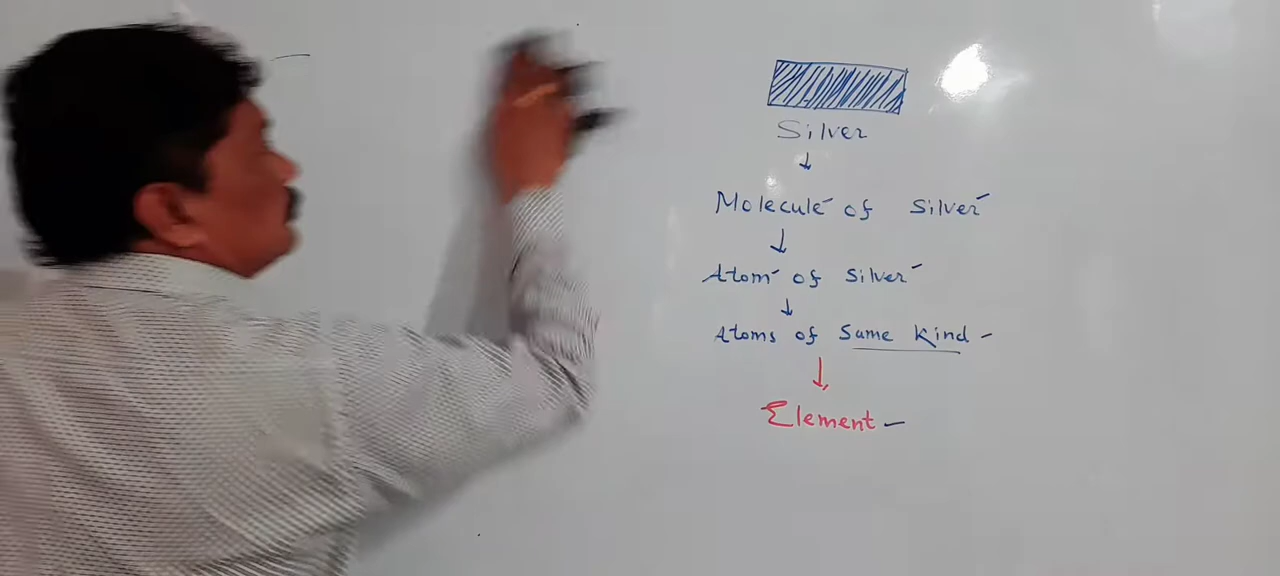 Silver
Molecule of Silver
Atom of Silver
Atoms of Same Kind
Element